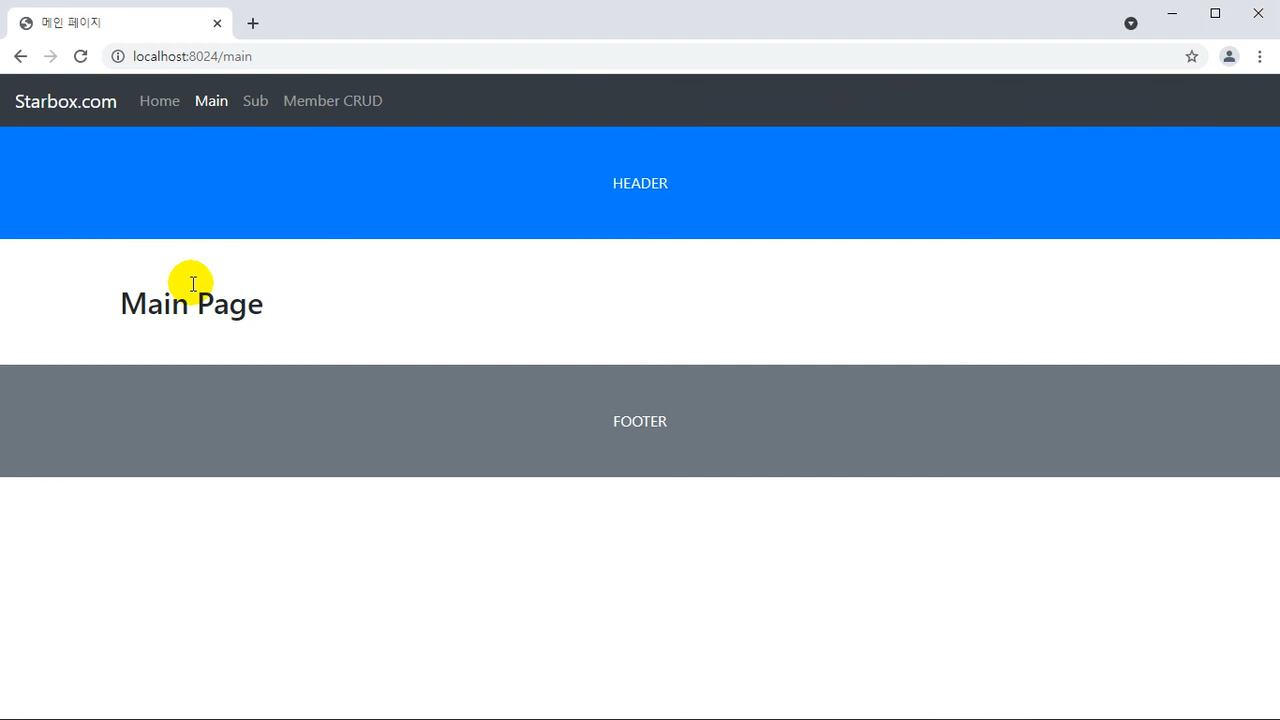 메인 페이지
localhost:8024/main
Starbox.com Home Main Sub Member CRUD
HEADER
Main Page
FOOTER